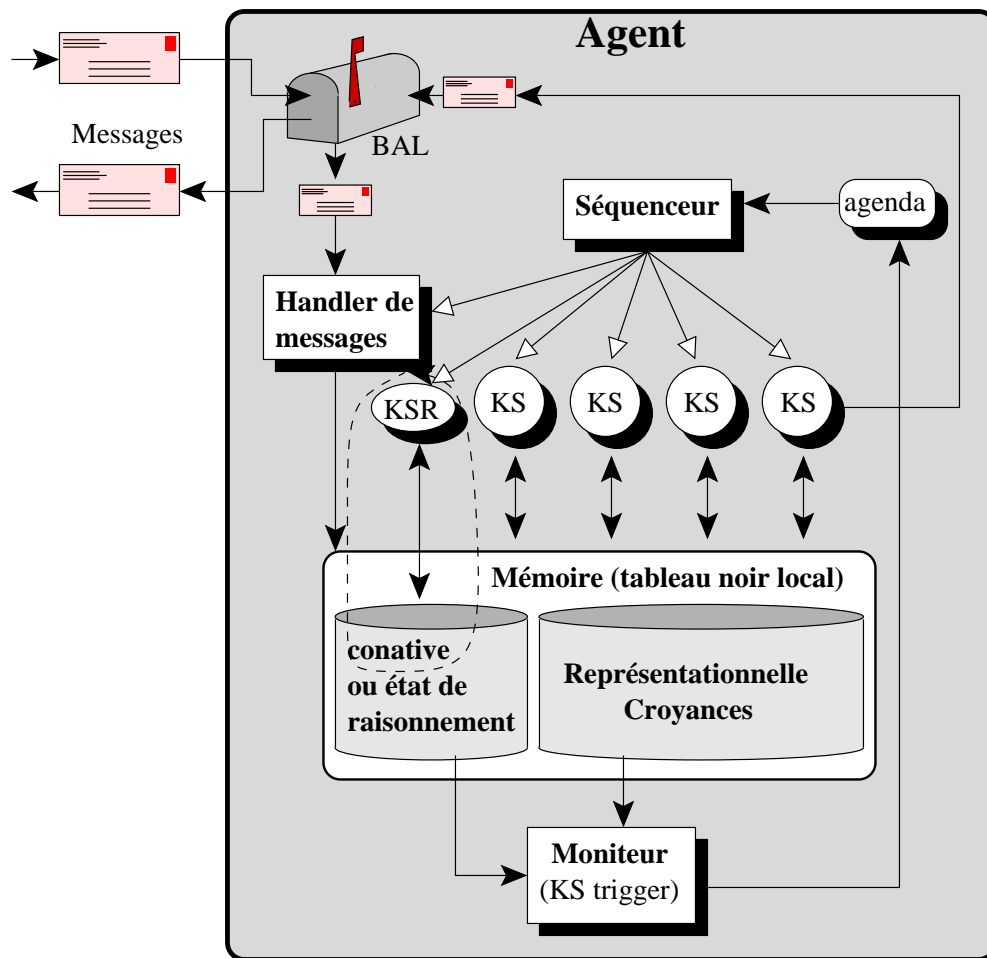 Agent
Messages
BAL
Séquenceur
agenda
Handler de
messages
KSR
KS
KS
KS
KS
Mémoire (tableau noir local)
conative
ou état de
raisonnement
Représentationnelle
Croyances
Moniteur
(KS trigger)